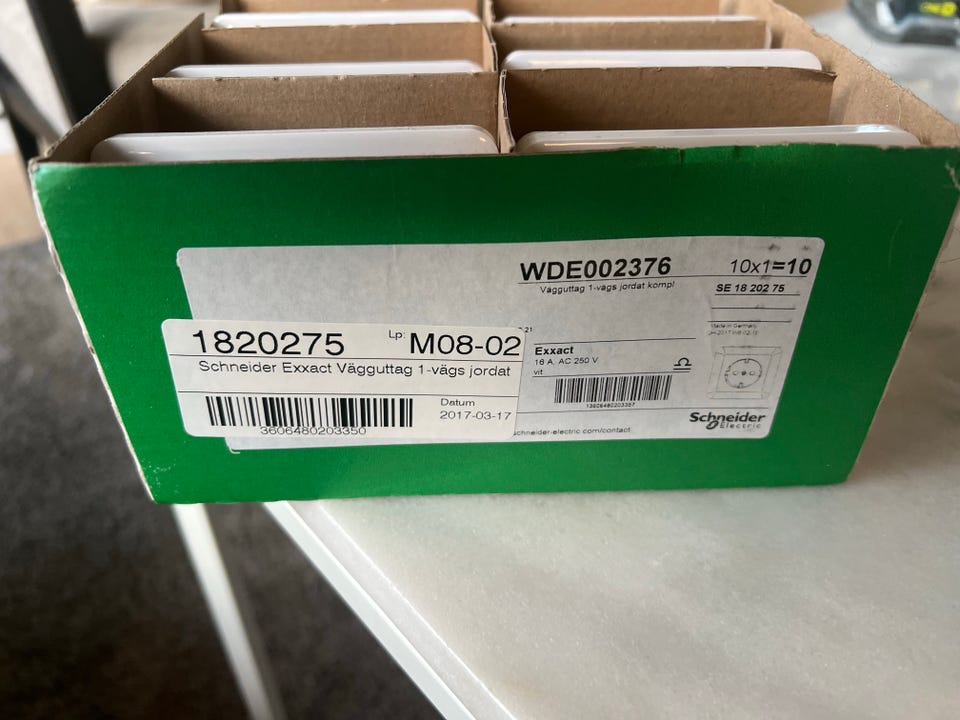 WDE002376
10x1=10
Vägguttag 1-vägs jordat kompl
SE 18 202 75
Made in Germany
Exxact
16 A, AC 250 V
vit
Schneider
Electric
schneider-electric.com/contact
1820275
Lp:
M08-02
Schneider Exxact Vägguttag 1-vägs jordat
Datum
2017-03-17
3606480203350